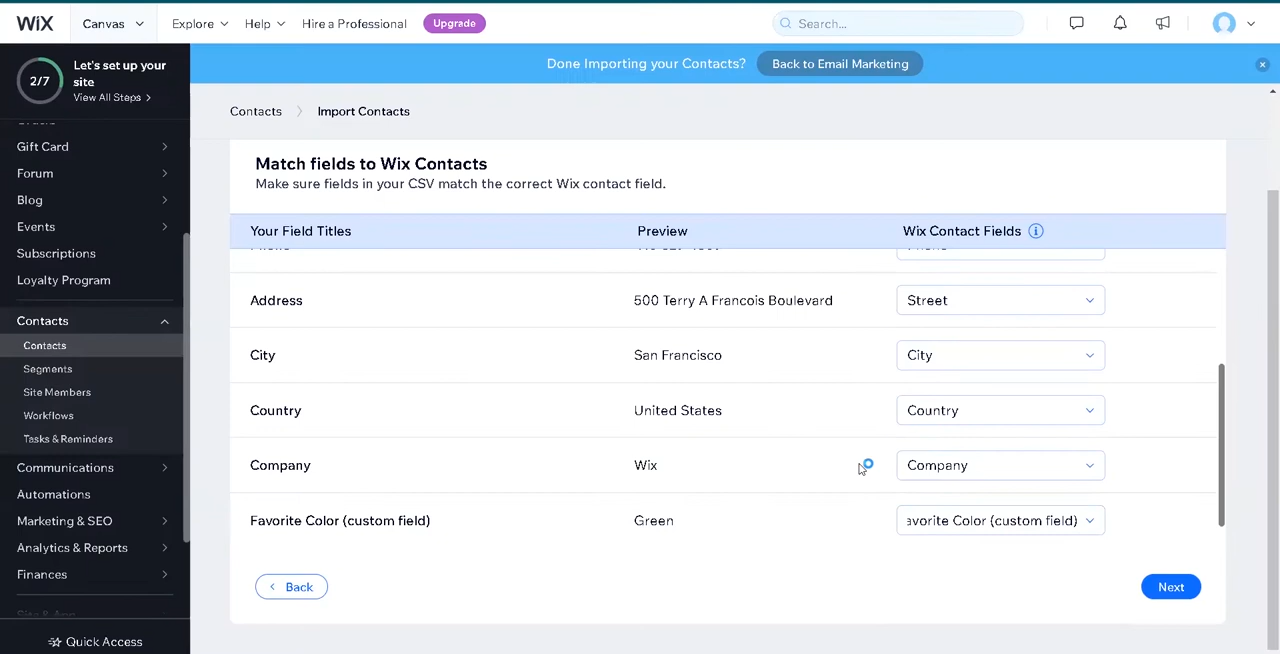 WiX Canvas Explore Help Hire a Professional Upgrade Search...
2/7 Let's set up your site
View All Steps >
Done Importing your Contacts? Back to Email Marketing
Contacts > Import Contacts
Gift Card
Forum
Blog
Events
Subscriptions
Loyalty Program
Contacts
Contacts
Segments
Site Members
Workflows
Tasks & Reminders
Communications
Automations
Marketing & SEO
Analytics & Reports
Finances
Quick Access
Match fields to Wix Contacts
Make sure fields in your CSV match the correct Wix contact field.
Your Field Titles Preview Wix Contact Fields
Address 500 Terry A Francois Boulevard Street
City San Francisco City
Country United States Country
Company Wix Company
Favorite Color (custom field) Green avorite Color (custom field)
< Back Next